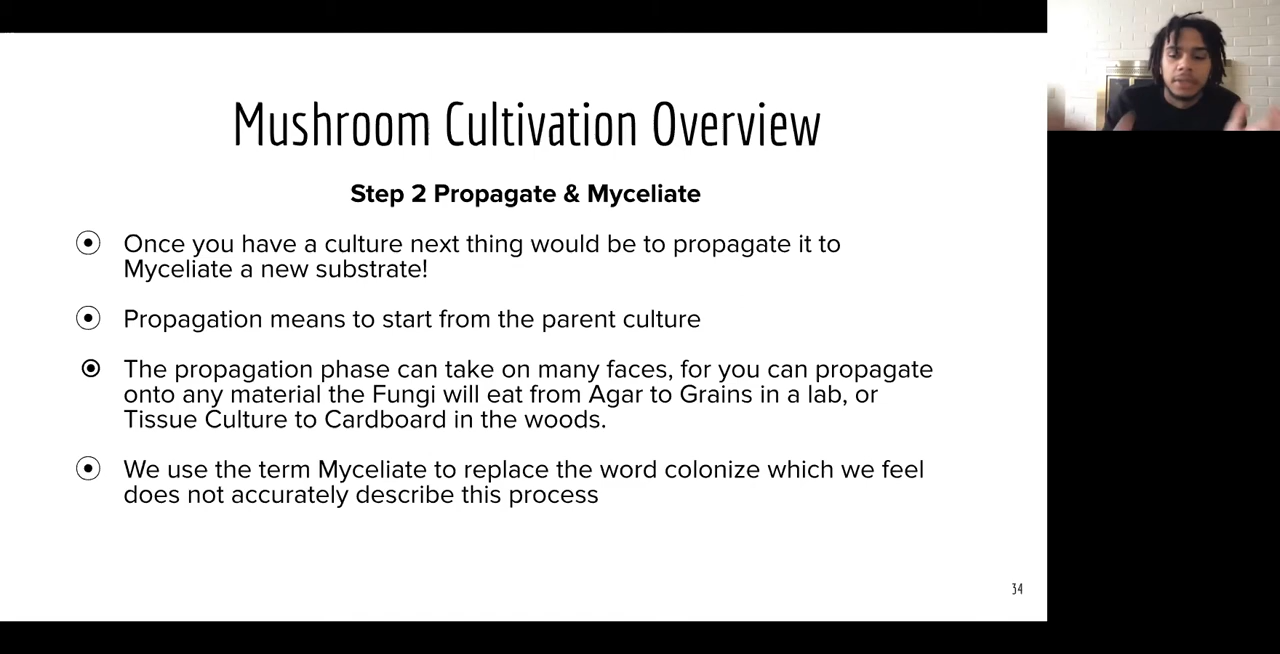 Mushroom Cultivation Overview
Step 2 Propagate & Myceliate
Once you have a culture next thing would be to propagate it to
Myceliate a new substrate!
Propagation means to start from the parent culture
The propagation phase can take on many faces, for you can propagate
onto any material the Fungi will eat from Agar to Grains in a lab, or
Tissue Culture to Cardboard in the woods.
We use the term Myceliate to replace the word colonize which we feel
does not accurately describe this process
34